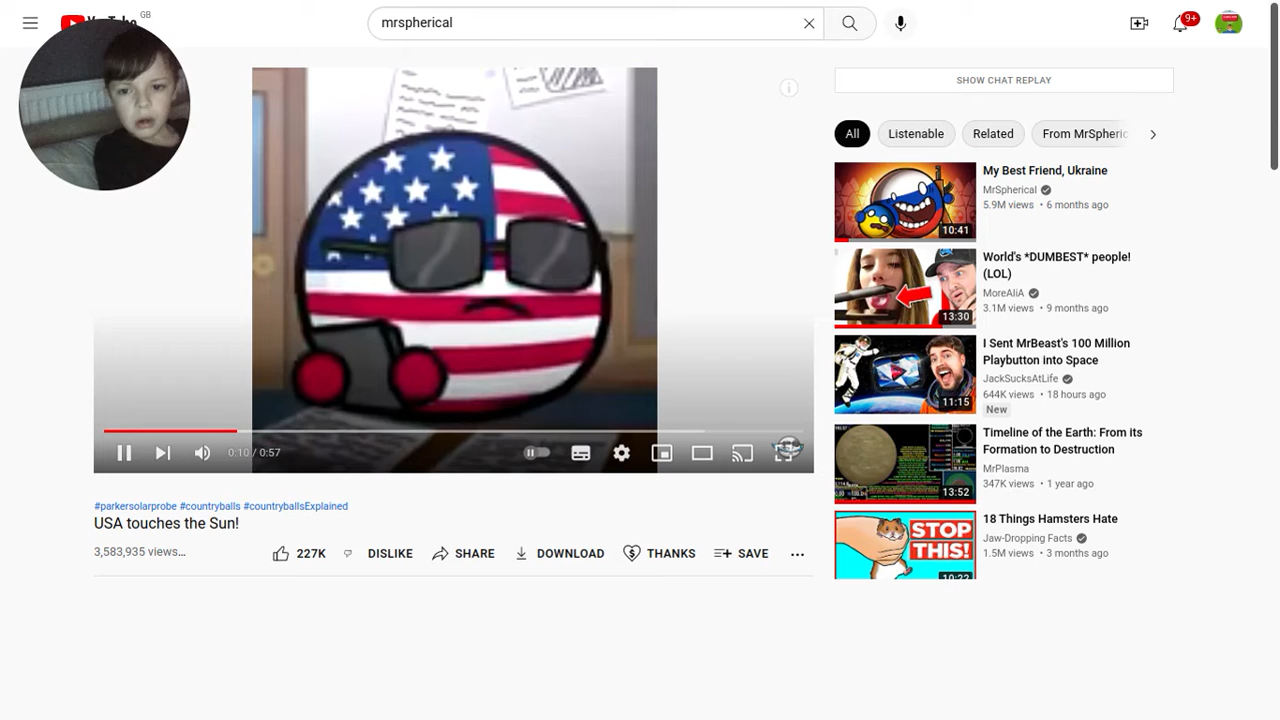 GB
mrspherical
9+
SHOW CHAT REPLAY
All
Listenable
Related
From MrSpheric
My Best Friend, Ukraine
MrSpherical
5.9M views • 6 months ago
10:41
World's *DUMBEST* people!
(LOL)
MoreAliA
3.1M views • 9 months ago
13:30
I Sent MrBeast's 100 Million
Playbutton into Space
JackSucksAtLife
644K views • 18 hours ago
New
11:15
Timeline of the Earth: From its
Formation to Destruction
MrPlasma
347K views • 1 year ago
13:52
18 Things Hamsters Hate
Jaw-Dropping Facts
1.5M views • 3 months ago
STOP
THIS!
0:10 / 0:57
#parkersolarprobe #countryballs #countryballsExplained
USA touches the Sun!
3,583,935 views...
227K
DISLIKE
SHARE
DOWNLOAD
THANKS
SAVE